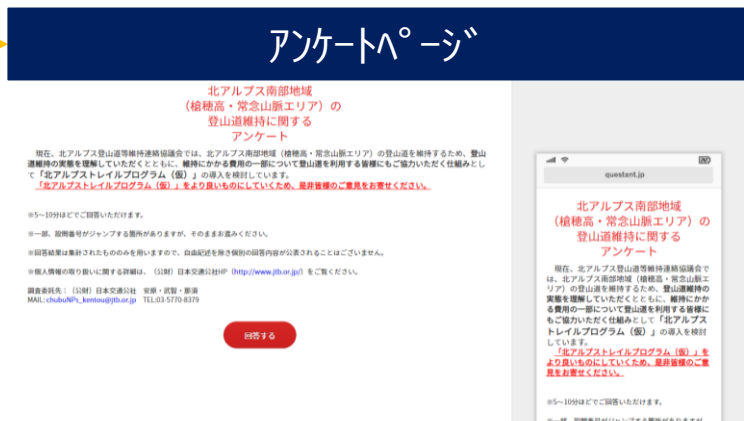 アンケートページ
北アルプス南部地域
（槍穂高・常念山脈エリア）の
登山道維持に関する
アンケート
現在、北アルプス登山道等維持連絡協議会では、北アルプス南部地域（槍穂高・常念山脈エリア）の登山道を維持するため、登山
道維持の実態を理解していただくとともに、維持にかかる費用の一部について登山道を利用する皆様にもご協力いただく仕組みとし
て「北アルプストレイルプログラム（仮）」の導入を検討しています。
「北アルプストレイルプログラム（仮）」をより良いものにしていくため、是非皆様のご意見をお寄せください。
※5～10分ほどでご回答いただけます。
※一部、設問番号がジャンプする箇所がありますが、そのままお進みください。
※回答結果は集計されたもののみを用いますので、自由記述を除き個別の回答内容が公表されることはございません。
※個人情報の取り扱いに関する詳細は、（公財）日本交通公社HP（http://www.jtb.or.jp/）をご覧ください。
調査委託先：（公財）日本交通公社　安原・武智・那須
MAIL: chubuNPs_kentou@jtb.or.jp　TEL:03-5770-8379
回答する
questant.jp
北アルプス南部地域
（槍穂高・常念山脈エリア）の
登山道維持に関する
アンケート
現在、北アルプス登山道等維持連絡協議会で
は、北アルプス南部地域（槍穂高・常念山脈エ
リア）の登山道を維持するため、登山道維持の
実態を理解していただくとともに、維持にかか
る費用の一部について登山道を利用する皆様に
もご協力いただく仕組みとして「北アルプス
トレイルプログラム（仮）」の導入を検討
しています。
「北アルプストレイルプログラム（仮）」を
より良いものにしていくため、是非皆様のご意
見をお寄せください。
※5～10分ほどでご回答いただけます。
※一部、設問番号がジャンプする箇所がありますが